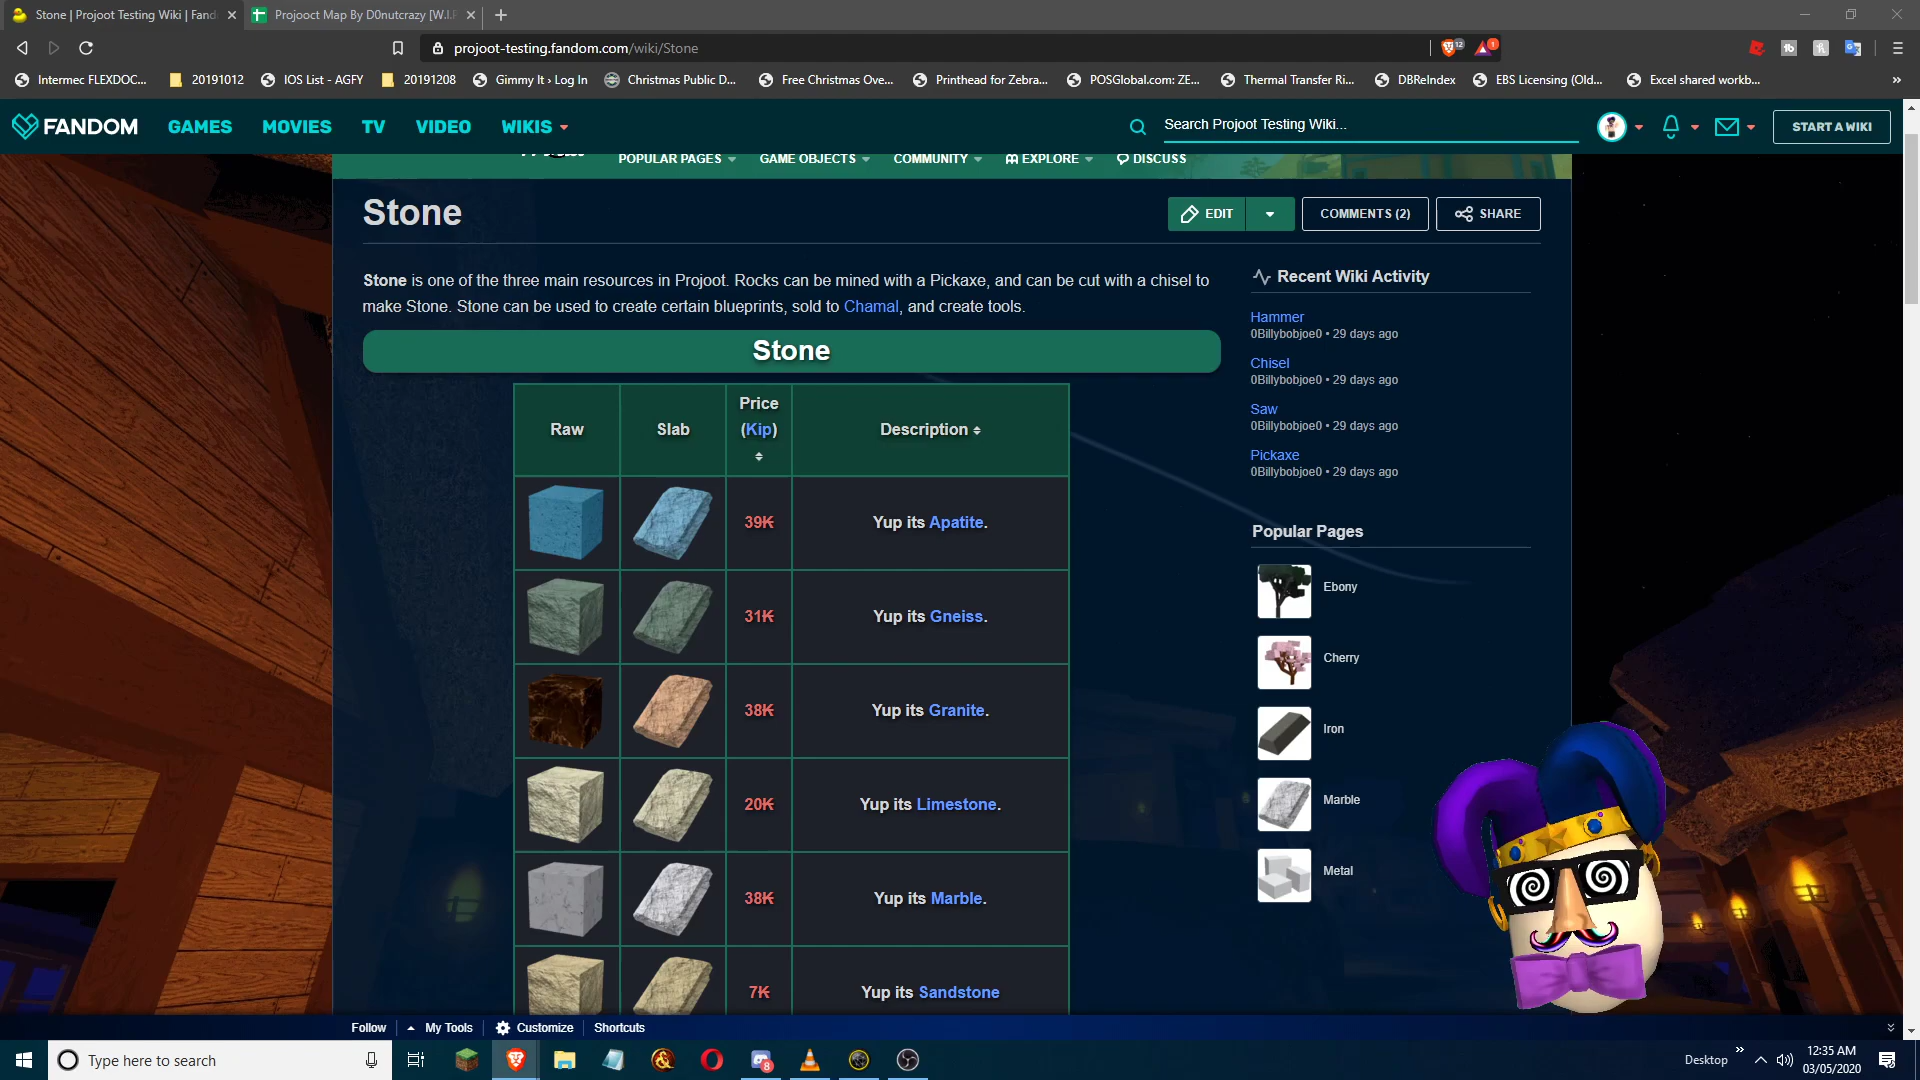 Stone | Projoot Testing Wiki | Fand
Projooct Map By D0nutcrazy [W.I.P
projoot-testing.fandom.com/wiki/Stone
12
1
Intermec FLEXDOC...
20191012
IOS List - AGFY
20191208
Gimmy It › Log In
Christmas Public D...
Free Christmas Ove...
Printhead for Zebra...
POSGlobal.com: ZE...
Thermal Transfer Ri...
DBReIndex
EBS Licensing (Old...
Excel shared workb...
FANDOM
GAMES
MOVIES
TV
VIDEO
WIKIS
Search Projoot Testing Wiki...
START A WIKI
POPULAR PAGES
GAME OBJECTS
COMMUNITY
EXPLORE
DISCUSS
Stone
EDIT
COMMENTS (2)
SHARE
Stone is one of the three main resources in Projoot. Rocks can be mined with a Pickaxe, and can be cut with a chisel to
make Stone. Stone can be used to create certain blueprints, sold to Chamal, and create tools.
Stone
Raw
Slab
Price
(Kip)
Description
39₭
Yup its Apatite.
31₭
Yup its Gneiss.
38₭
Yup its Granite.
20₭
Yup its Limestone.
38₭
Yup its Marble.
7₭
Yup its Sandstone
Recent Wiki Activity
Hammer
0Billybobjoe0 • 29 days ago
Chisel
0Billybobjoe0 • 29 days ago
Saw
0Billybobjoe0 • 29 days ago
Pickaxe
0Billybobjoe0 • 29 days ago
Popular Pages
Ebony
Cherry
Iron
Marble
Metal
Follow
My Tools
Customize
Shortcuts
Type here to search
8
Desktop
12:35 AM
03/05/2020